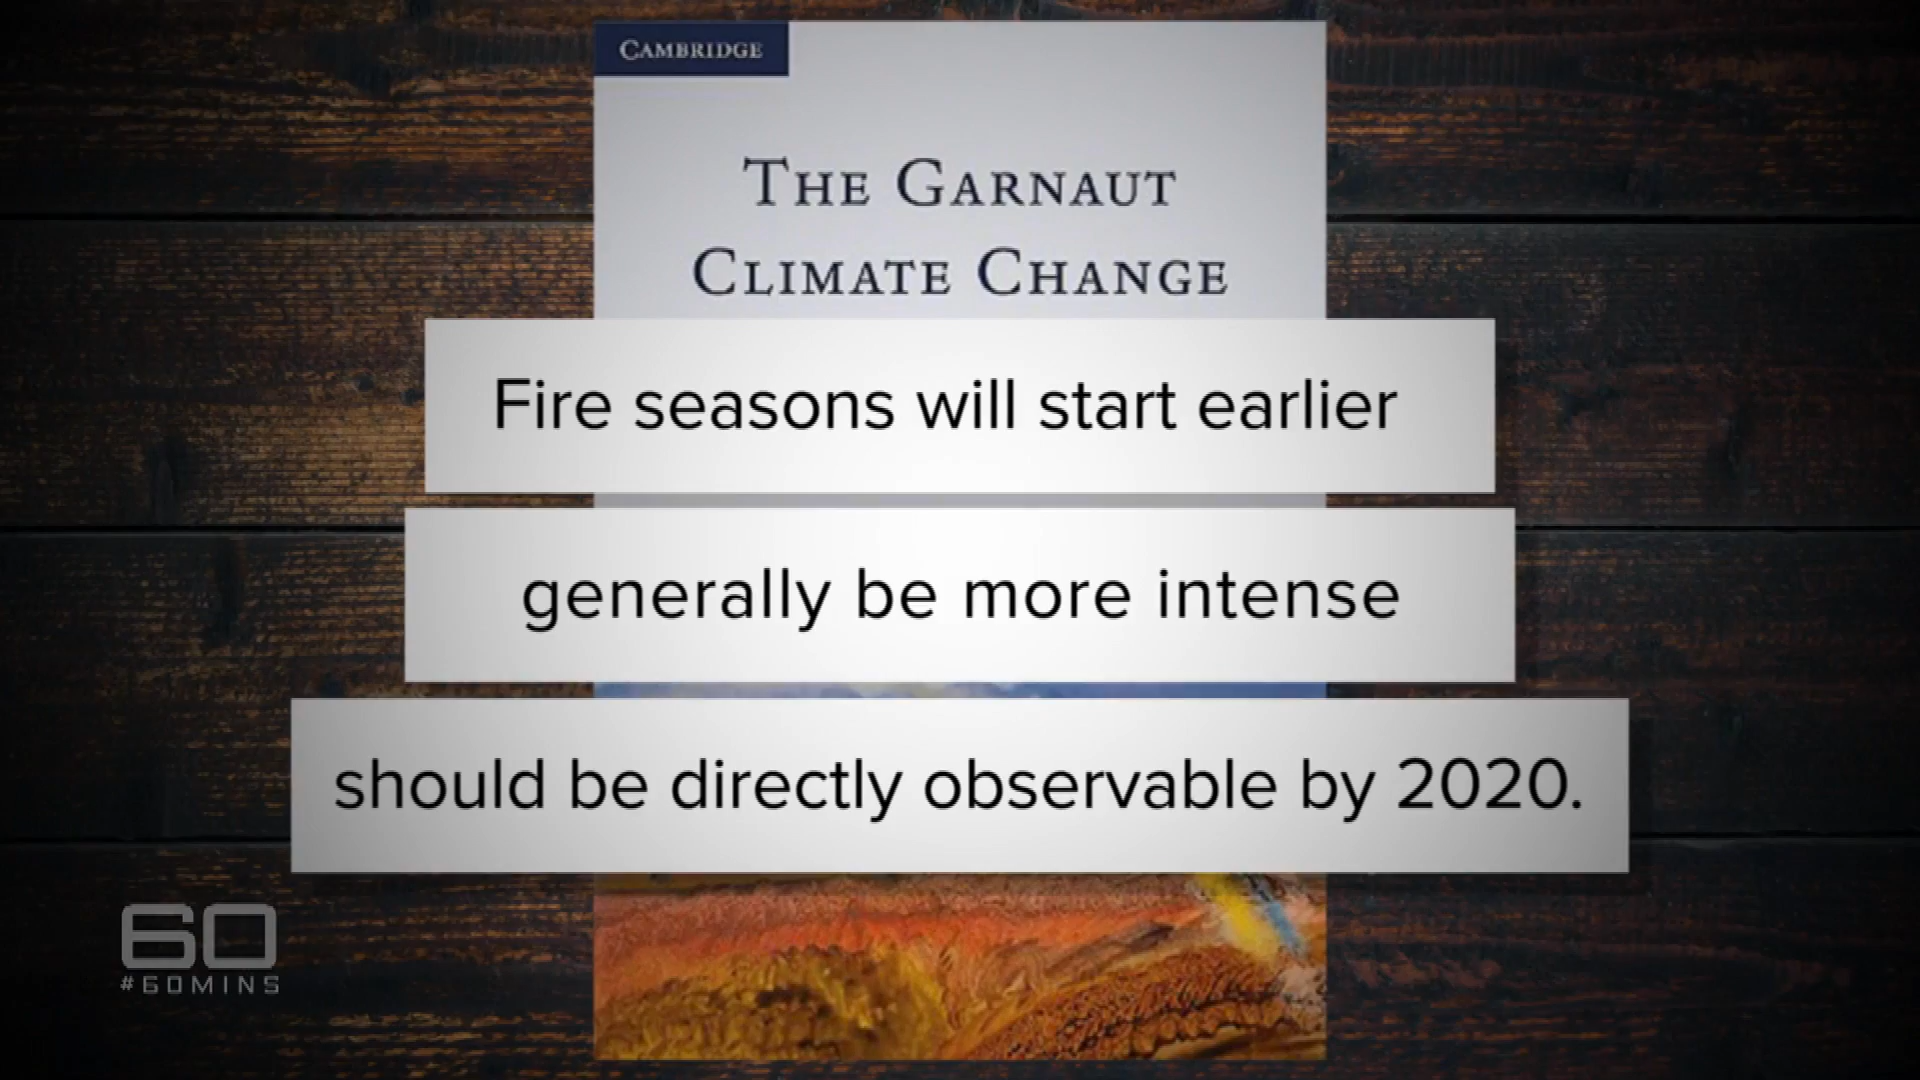 CAMBRIDGE
THE GARNAUT
CLIMATE CHANGE
Fire seasons will start earlier
generally be more intense
should be directly observable by 2020.
60
#60MINS